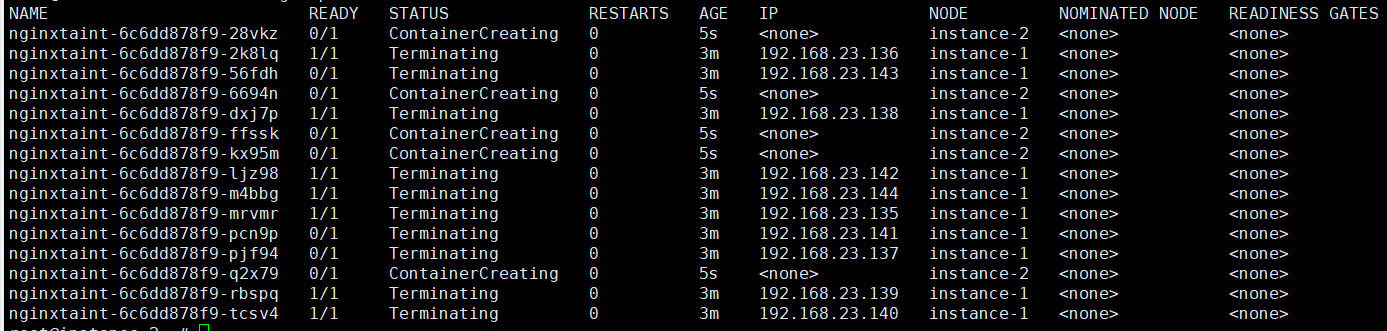 NAME READY STATUS RESTARTS AGE IP NODE NOMINATED NODE READINESS GATES
nginxtaint-6c6dd878f9-28vkz 0/1 ContainerCreating 0 5s <none> instance-2 <none> <none>
nginxtaint-6c6dd878f9-2k8lq 1/1 Terminating 0 3m 192.168.23.136 instance-1 <none> <none>
nginxtaint-6c6dd878f9-56fdh 0/1 Terminating 0 3m 192.168.23.143 instance-1 <none> <none>
nginxtaint-6c6dd878f9-6694n 0/1 ContainerCreating 0 5s <none> instance-2 <none> <none>
nginxtaint-6c6dd878f9-dxj7p 1/1 Terminating 0 3m 192.168.23.138 instance-1 <none> <none>
nginxtaint-6c6dd878f9-ffssk 0/1 ContainerCreating 0 5s <none> instance-2 <none> <none>
nginxtaint-6c6dd878f9-kx95m 0/1 ContainerCreating 0 5s <none> instance-2 <none> <none>
nginxtaint-6c6dd878f9-ljz98 1/1 Terminating 0 3m 192.168.23.142 instance-1 <none> <none>
nginxtaint-6c6dd878f9-m4bbg 1/1 Terminating 0 3m 192.168.23.144 instance-1 <none> <none>
nginxtaint-6c6dd878f9-mrvmr 1/1 Terminating 0 3m 192.168.23.135 instance-1 <none> <none>
nginxtaint-6c6dd878f9-pcn9p 0/1 Terminating 0 3m 192.168.23.141 instance-1 <none> <none>
nginxtaint-6c6dd878f9-pjf94 0/1 Terminating 0 3m 192.168.23.137 instance-1 <none> <none>
nginxtaint-6c6dd878f9-q2x79 0/1 ContainerCreating 0 5s <none> instance-2 <none> <none>
nginxtaint-6c6dd878f9-rbspq 1/1 Terminating 0 3m 192.168.23.139 instance-1 <none> <none>
nginxtaint-6c6dd878f9-tcsv4 1/1 Terminating 0 3m 192.168.23.140 instance-1 <none> <none>